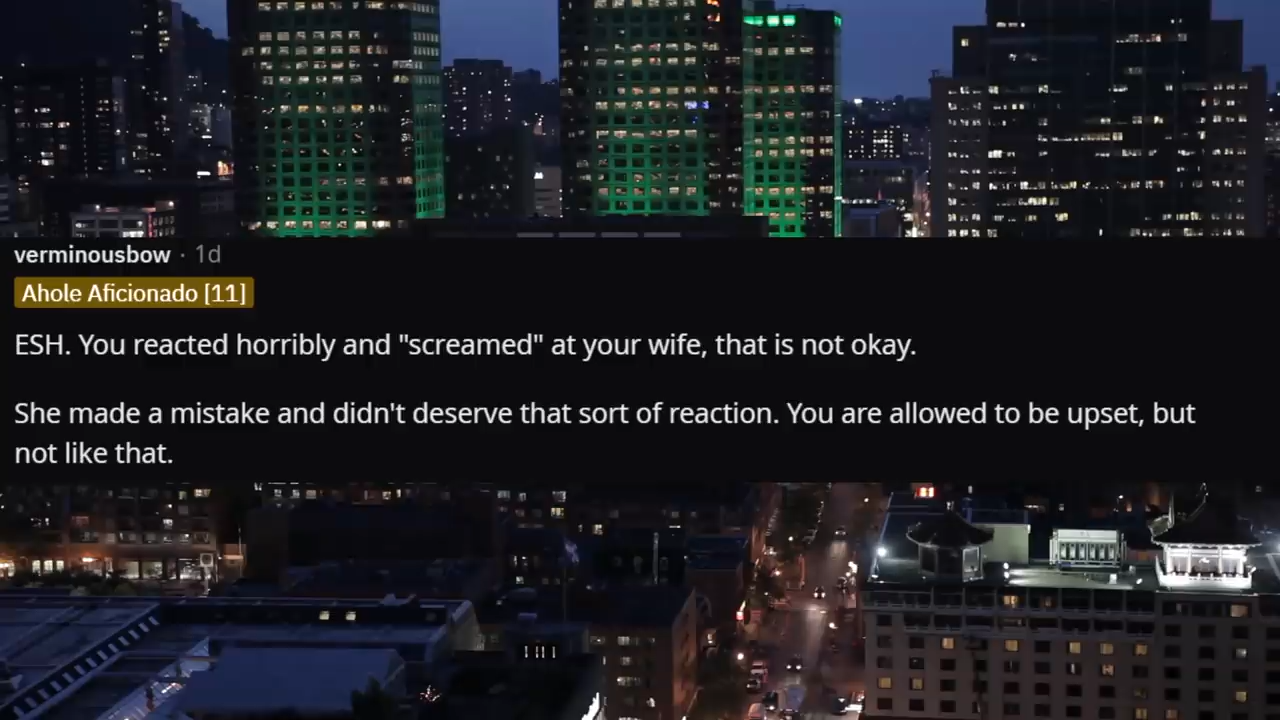 verminousbow · 1d
Ahole Aficionado [11]
ESH. You reacted horribly and "screamed" at your wife, that is not okay.
She made a mistake and didn't deserve that sort of reaction. You are allowed to be upset, but
not like that.